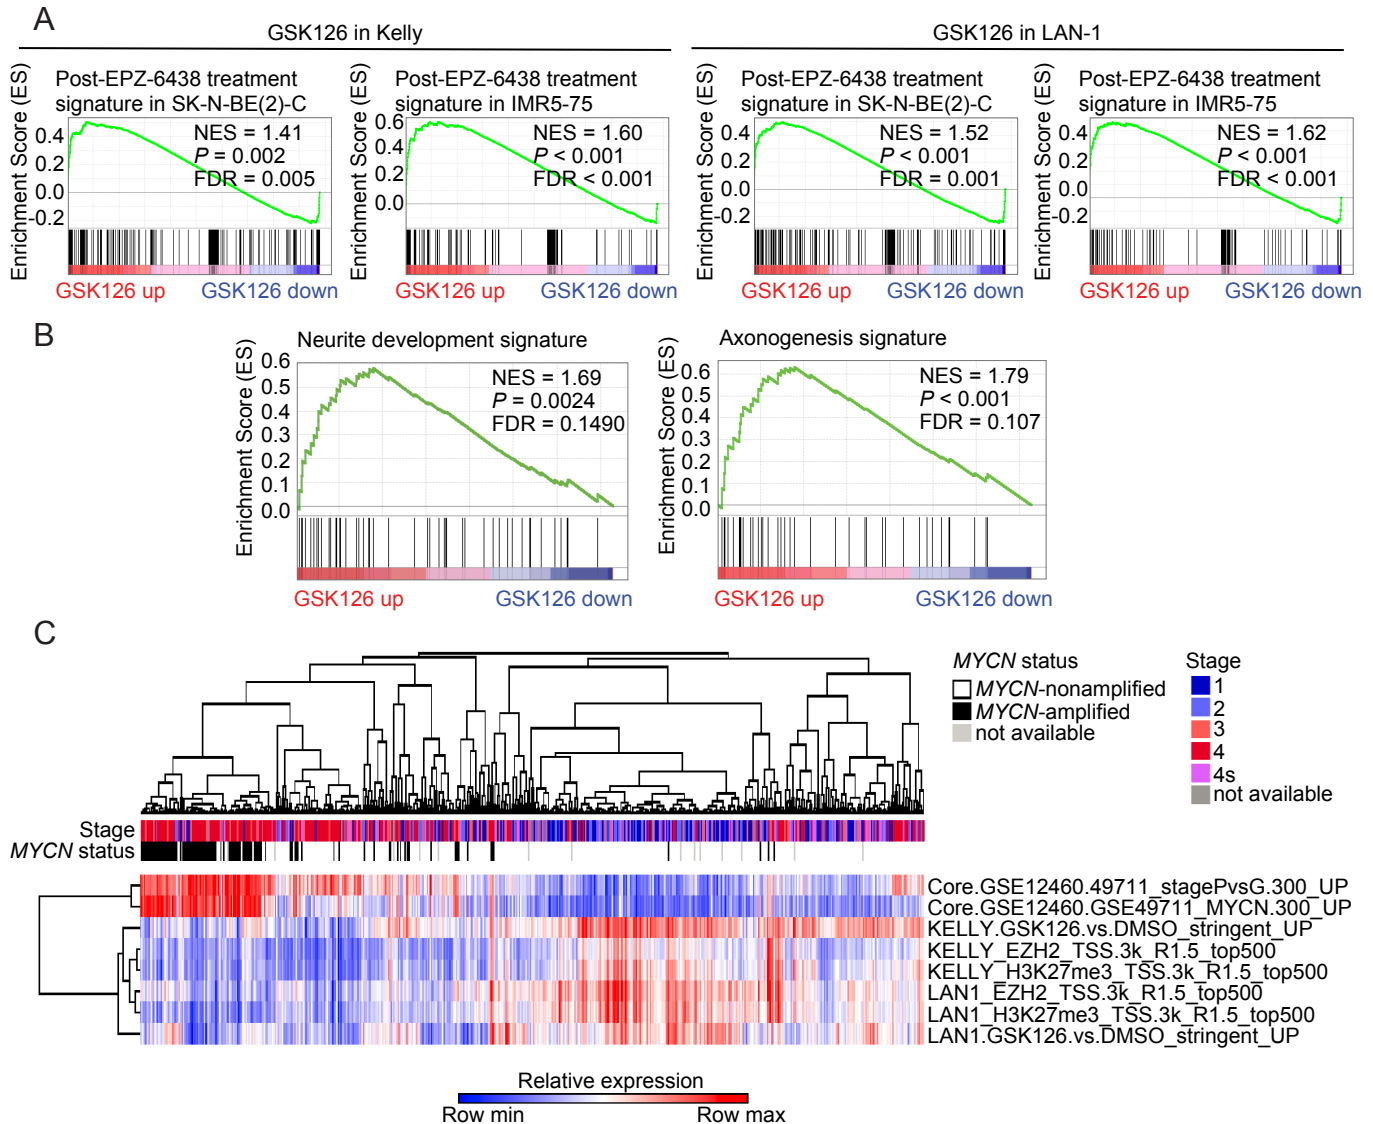 A
GSK126 in Kelly
GSK126 in LAN-1
Enrichment Score (ES)
Post-EPZ-6438 treatment
signature in SK-N-BE(2)-C
0.4
0.2
0.0
-0.2
NES = 1.41
P = 0.002
FDR = 0.005
GSK126 up
GSK126 down
Enrichment Score (ES)
Post-EPZ-6438 treatment
signature in IMR5-75
0.6
0.4
0.2
0.0
NES = 1.60
P < 0.001
FDR < 0.001
GSK126 up
GSK126 down
Enrichment Score (ES)
Post-EPZ-6438 treatment
signature in SK-N-BE(2)-C
0.4
0.2
0.0
-0.2
NES = 1.52
P < 0.001
FDR = 0.001
GSK126 up
GSK126 down
Enrichment Score (ES)
Post-EPZ-6438 treatment
signature in IMR5-75
0.4
0.2
0.0
-0.2
NES = 1.62
P < 0.001
FDR < 0.001
GSK126 up
GSK126 down
B
Enrichment Score (ES)
Neurite development signature
0.6
0.5
0.4
0.3
0.2
0.1
0.0
NES = 1.69
P = 0.0024
FDR = 0.1490
GSK126 up
GSK126 down
Enrichment Score (ES)
Axonogenesis signature
0.6
0.5
0.4
0.3
0.2
0.1
0.0
NES = 1.79
P < 0.001
FDR = 0.107
GSK126 up
GSK126 down
C
MYCN status
MYCN-nonamplified
MYCN-amplified
not available
Stage
1
2
3
4
4s
not available
Stage
MYCN status
Core.GSE12460.49711_stagePvsG.300_UP
Core.GSE12460.GSE49711_MYCN.300_UP
KELLY.GSK126.vs.DMSO_stringent_UP
KELLY_EZH2_TSS.3k_R1.5_top500
KELLY_H3K27me3_TSS.3k_R1.5_top500
LAN1_EZH2_TSS.3k_R1.5_top500
LAN1_H3K27me3_TSS.3k_R1.5_top500
LAN1.GSK126.vs.DMSO_stringent_UP
Relative expression
Row min
Row max